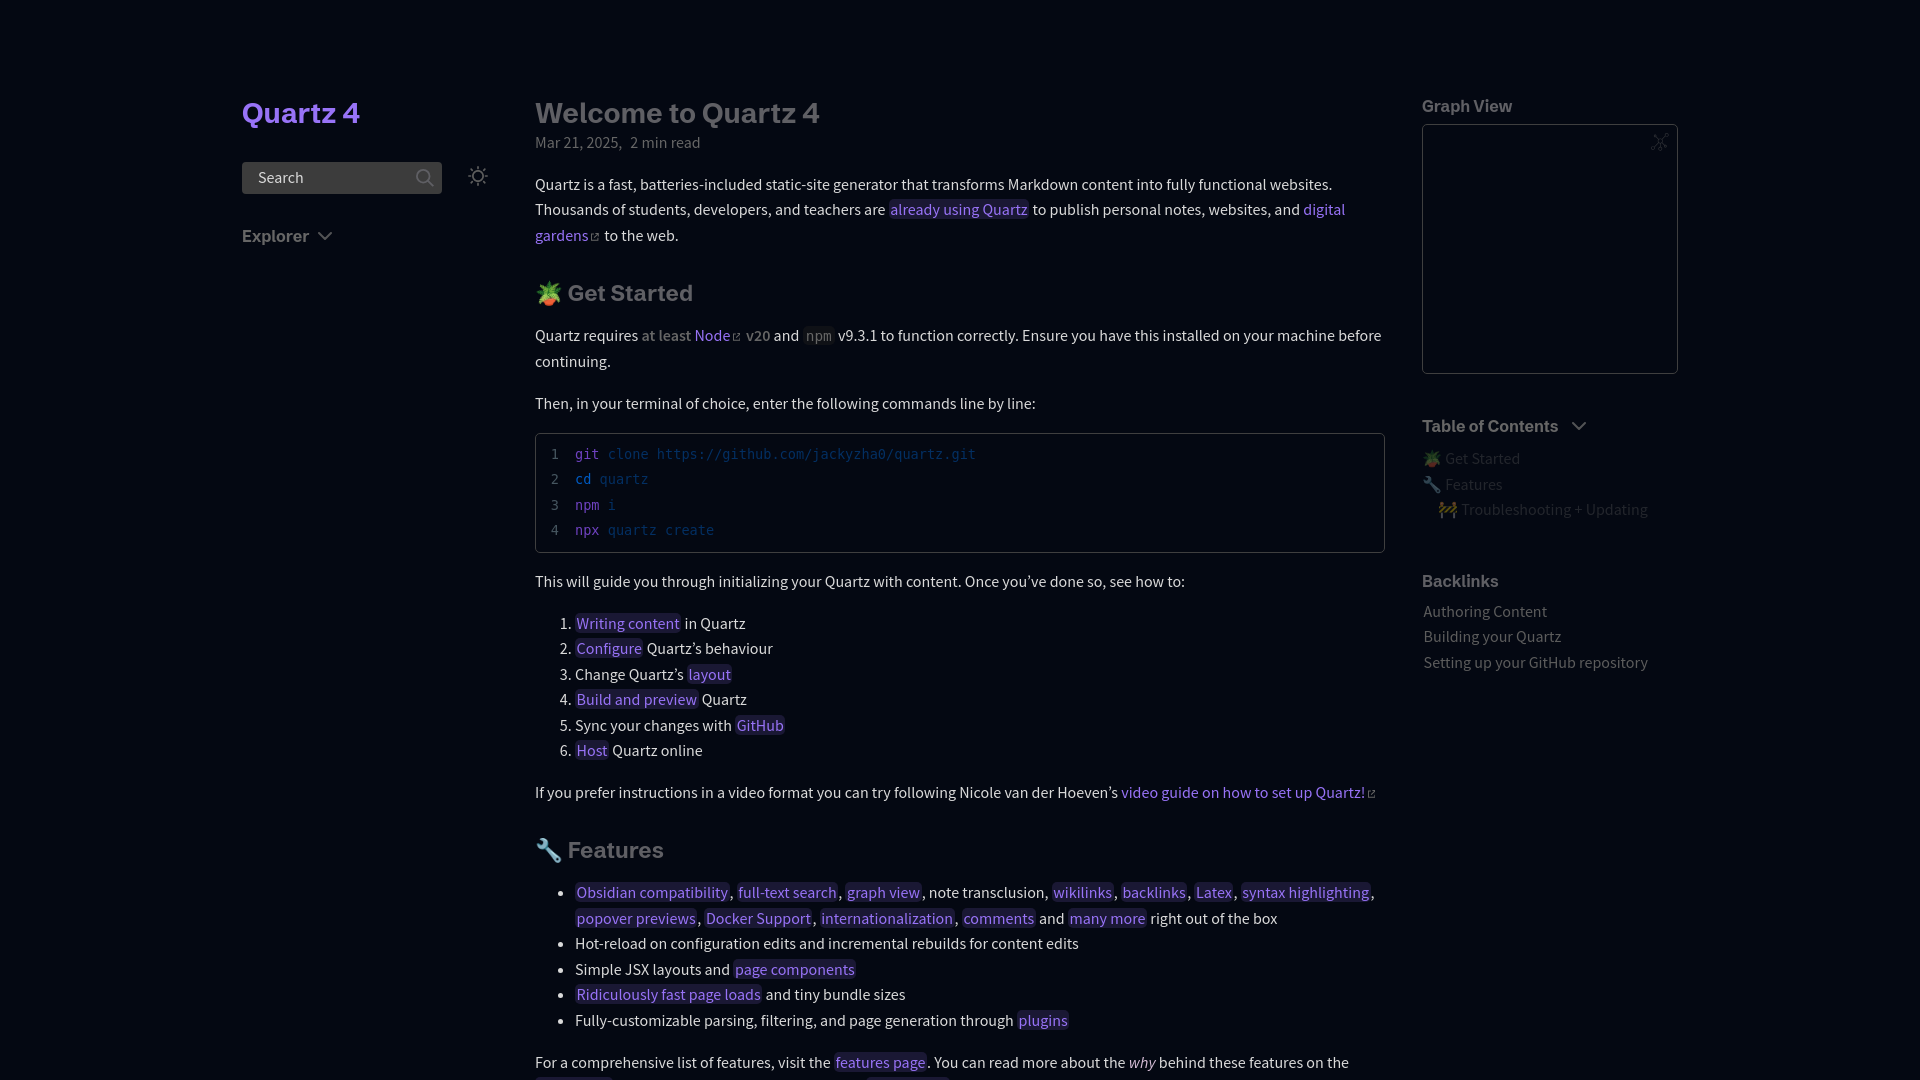 Quartz 4
Search
Explorer
Welcome to Quartz 4
Mar 21, 2025, 2 min read
Quartz is a fast, batteries-included static-site generator that transforms Markdown content into fully functional websites.
Thousands of students, developers, and teachers are already using Quartz to publish personal notes, websites, and digital
gardens to the web.
🪴 Get Started
Quartz requires at least Node v20 and npm v9.3.1 to function correctly. Ensure you have this installed on your machine before
continuing.
Then, in your terminal of choice, enter the following commands line by line:
1 git clone https://github.com/jackyzha0/quartz.git
2 cd quartz
3 npm i
4 npx quartz create
This will guide you through initializing your Quartz with content. Once you’ve done so, see how to:
1. Writing content in Quartz
2. Configure Quartz’s behaviour
3. Change Quartz’s layout
4. Build and preview Quartz
5. Sync your changes with GitHub
6. Host Quartz online
If you prefer instructions in a video format you can try following Nicole van der Hoeven’s video guide on how to set up Quartz!
🔧 Features
• Obsidian compatibility, full-text search, graph view, note transclusion, wikilinks, backlinks, Latex, syntax highlighting,
popover previews, Docker Support, internationalization, comments and many more right out of the box
• Hot-reload on configuration edits and incremental rebuilds for content edits
• Simple JSX layouts and page components
• Ridiculously fast page loads and tiny bundle sizes
• Fully-customizable parsing, filtering, and page generation through plugins
For a comprehensive list of features, visit the features page. You can read more about the why behind these features on the
Graph View
Table of Contents
🪴 Get Started
🔧 Features
🚧 Troubleshooting + Updating
Backlinks
Authoring Content
Building your Quartz
Setting up your GitHub repository